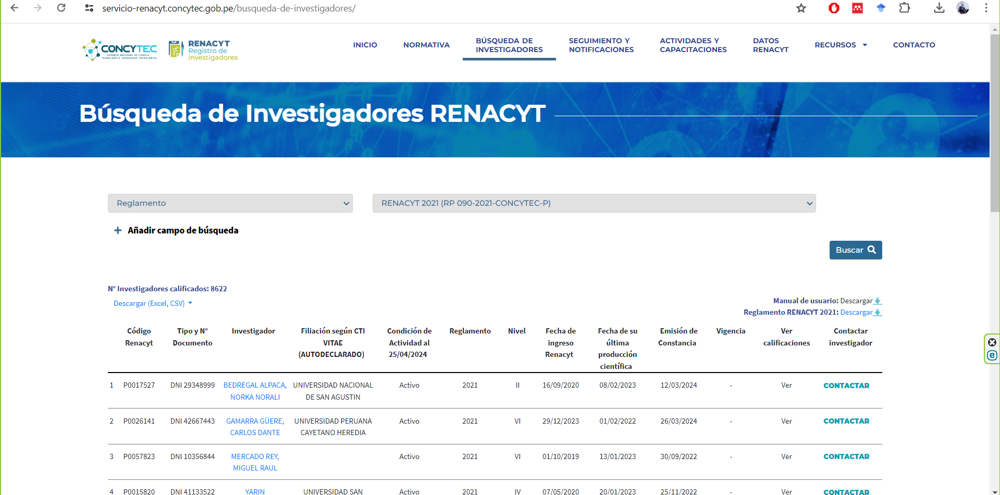 servicio-renacyt.concytec.gob.pe/busqueda-de-investigadores/
CONCYTEC
CONSEJO NACIONAL DE CIENCIA,
TECNOLOGÍA E INNOVACIÓN TECNOLÓGICA
RENACYT
Registro de
investigadores
INICIO
NORMATIVA
BÚSQUEDA DE
INVESTIGADORES
SEGUIMIENTO Y
NOTIFICACIONES
ACTIVIDADES Y
CAPACITACIONES
DATOS
RENACYT
RECURSOS
CONTACTO
Búsqueda de Investigadores RENACYT
Reglamento
RENACYT 2021 (RP 090-2021-CONCYTEC-P)
+ Añadir campo de búsqueda
Buscar
N° Investigadores calificados: 8622
Descargar (Excel, CSV)
Manual de usuario: Descargar
Reglamento RENACYT 2021: Descargar
Código Renacyt | Tipo y N° Documento | Investigador | Filiación según CTI VITAE (AUTODECLARADO) | Condición de Actividad al 25/04/2024 | Reglamento | Nivel | Fecha de ingreso Renacyt | Fecha de su última producción científica | Emisión de Constancia | Vigencia | Ver calificaciones | Contactar investigador
1 P0017527 DNI 29348999 BEDREGAL ALPACA, NORKA NORALI UNIVERSIDAD NACIONAL DE SAN AGUSTIN Activo 2021 II 16/09/2020 08/02/2023 12/03/2024 - Ver CONTACTAR
2 P0026141 DNI 42667443 GAMARRA GÜERE, CARLOS DANTE UNIVERSIDAD PERUANA CAYETANO HEREDIA Activo 2021 VI 29/12/2023 01/02/2022 26/03/2024 - Ver CONTACTAR
3 P0057823 DNI 10356844 MERCADO REY, MIGUEL RAUL Activo 2021 VI 01/10/2019 13/01/2023 30/09/2022 - Ver CONTACTAR
4 P0015820 DNI 41133522 YARIN UNIVERSIDAD SAN Activo 2021 IV 07/05/2020 20/01/2023 25/11/2022 - Ver CONTACTAR